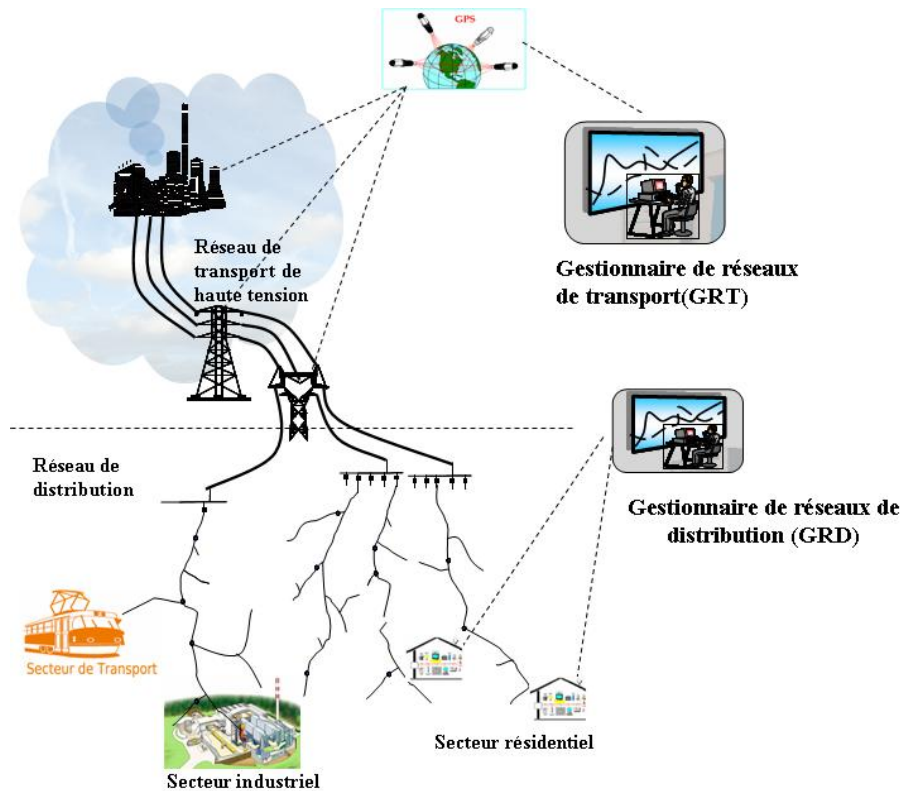 GPS
Réseau de
transport de
haute tension
Gestionnaire de réseaux
de transport(GRT)
Réseau de
distribution
Gestionnaire de réseaux de
distribution (GRD)
Secteur de Transport
Secteur résidentiel
Secteur industriel